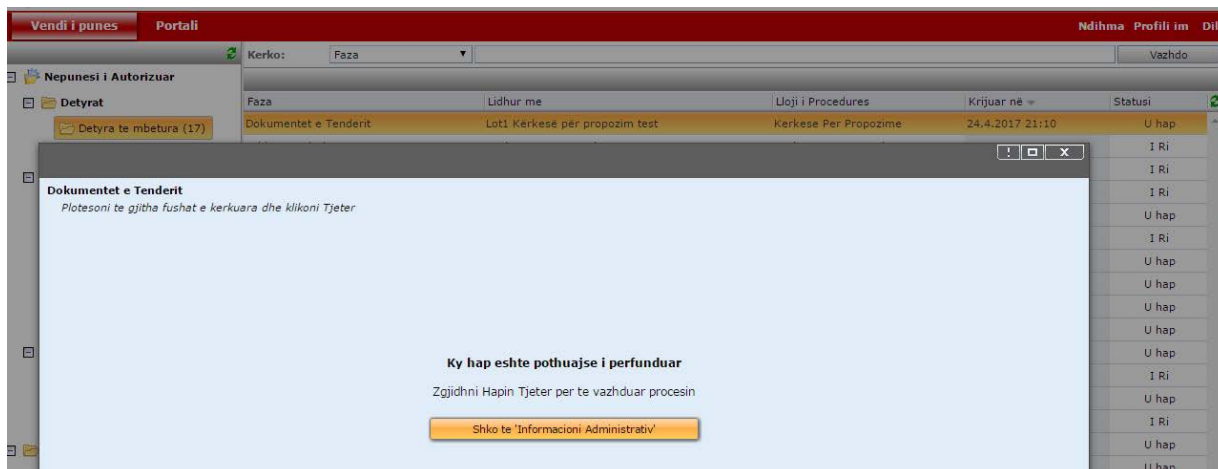 Vendi i punes Portali Ndihma Profili im
Kerko: Faza Vazhdo
Nepunesi i Autorizuar
Detyrat Faza Lidhur me Lloji i Procedures Krijuar në Statusi
Detyra te mbetura (17) Dokumentet e Tenderit Lot1 Kërkesë për propozim test Kerkese Per Propozime 24.4.2017 21:10 U hap
I Ri
I Ri
Dokumentet e Tenderit I Ri
Plotesoni te gjitha fushat e kerkuara dhe klikoni Tjeter
U hap
I Ri
U hap
U hap
U hap
U hap
U hap
Ky hap eshte pothuajse i perfunduar
I Ri
Zgjidhni Hapin Tjeter per te vazhduar procesin
U hap
Shko te 'Informacioni Administrativ' I Ri
U hap
U hap